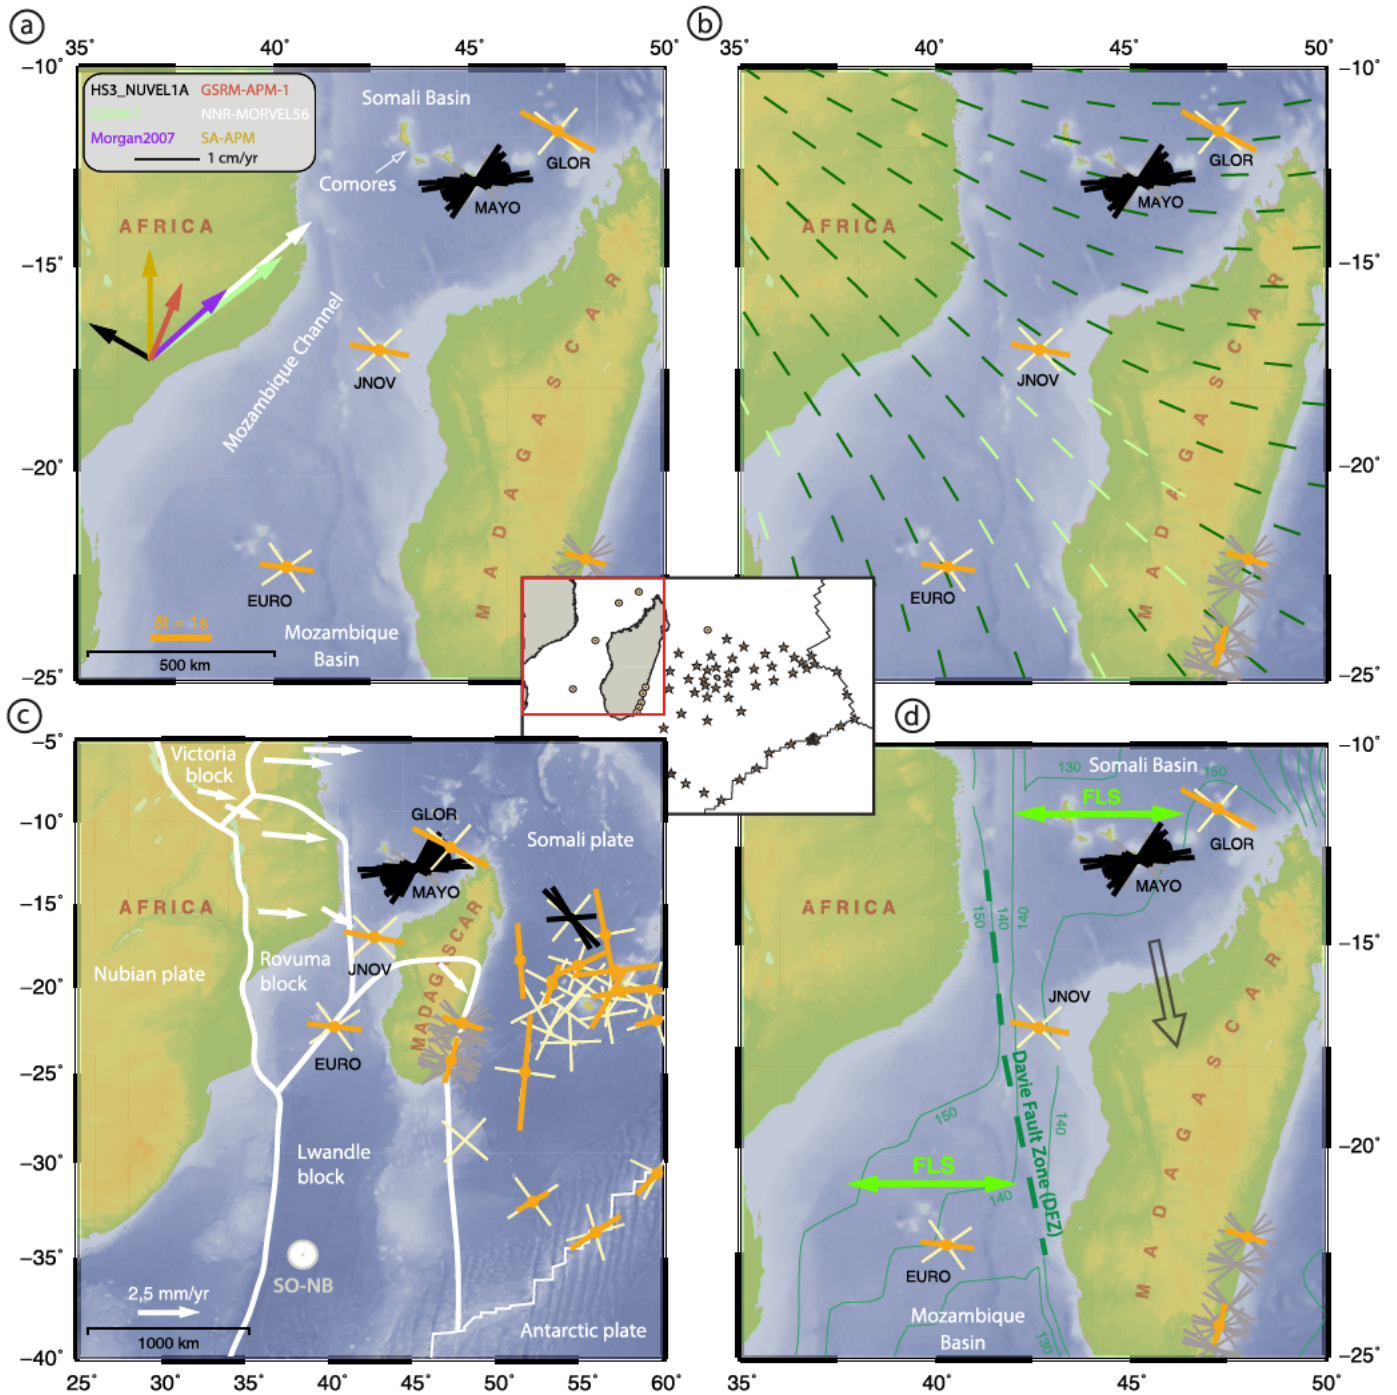 a
35° 40° 45° 50°
−10°
−15°
−20°
−25°
HS3_NUVEL1A GSRM-APM-1
NNR-MORVEL56
Morgan2007 SA-APM
1 cm/yr
Somali Basin
Comores
GLOR
MAYO
AFRICA
Mozambique Channel
JNOV
MADAGASCAR
EURO
δt = 1s
500 km
Mozambique
Basin
b
35° 40° 45° 50°
−10°
−15°
−20°
−25°
GLOR
MAYO
AFRICA
JNOV
MADAGASCAR
EURO
c
−5°
−10°
−15°
−20°
−25°
−30°
−35°
−40°
Victoria
block
GLOR
MAYO
Somali plate
AFRICA
Nubian plate
Rovuma
block
JNOV
MADAGASCAR
EURO
Lwandle
block
SO-NB
2,5 mm/yr
1000 km
Antarctic plate
25° 30° 35° 40° 45° 50° 55° 60°
d
−10°
−15°
−20°
−25°
130
Somali Basin
150
FLS
GLOR
MAYO
AFRICA
150
140
140
JNOV
Davie Fault Zone (DFZ)
150
140
FLS
140
MADAGASCAR
EURO
Mozambique
Basin
130
35° 40° 45° 50°